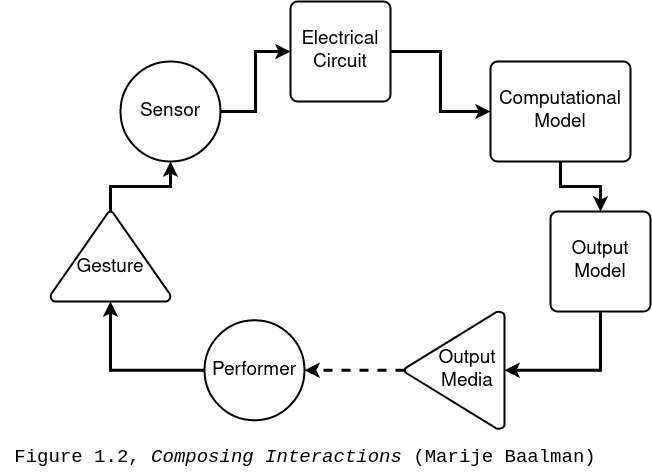 Electrical
Circuit
Sensor
Computational
Model
Output
Model
Gesture
Performer
Output
Media
Figure 1.2, Composing Interactions (Marije Baalman)